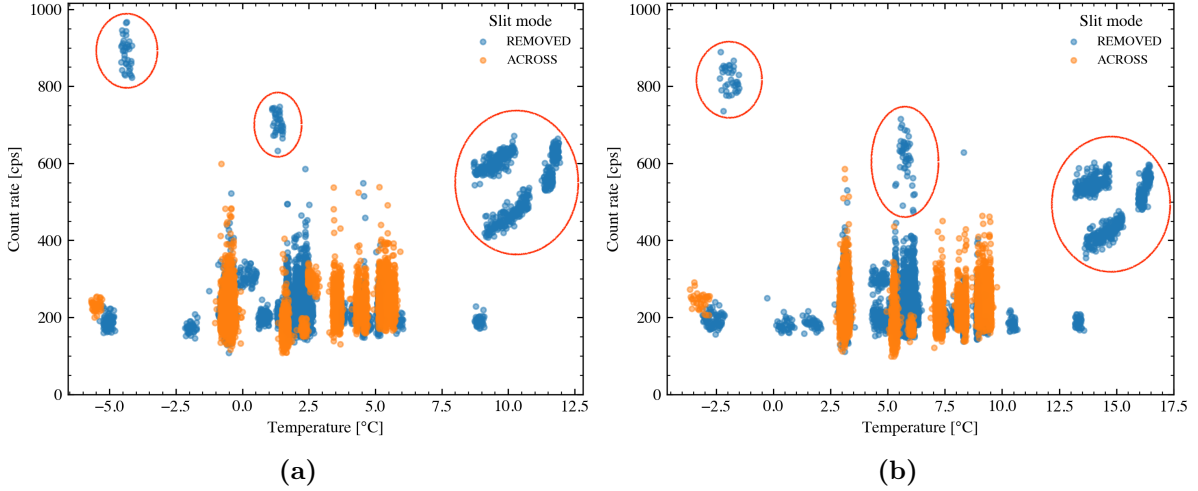 1000
800
600
400
200
0
Count rate [cps]
Slit mode
REMOVED
ACROSS
−5.0 −2.5 0.0 2.5 5.0 7.5 10.0 12.5
Temperature [°C]
(a)
1000
800
600
400
200
0
Count rate [cps]
Slit mode
REMOVED
ACROSS
−2.5 0.0 2.5 5.0 7.5 10.0 12.5 15.0 17.5
Temperature [°C]
(b)